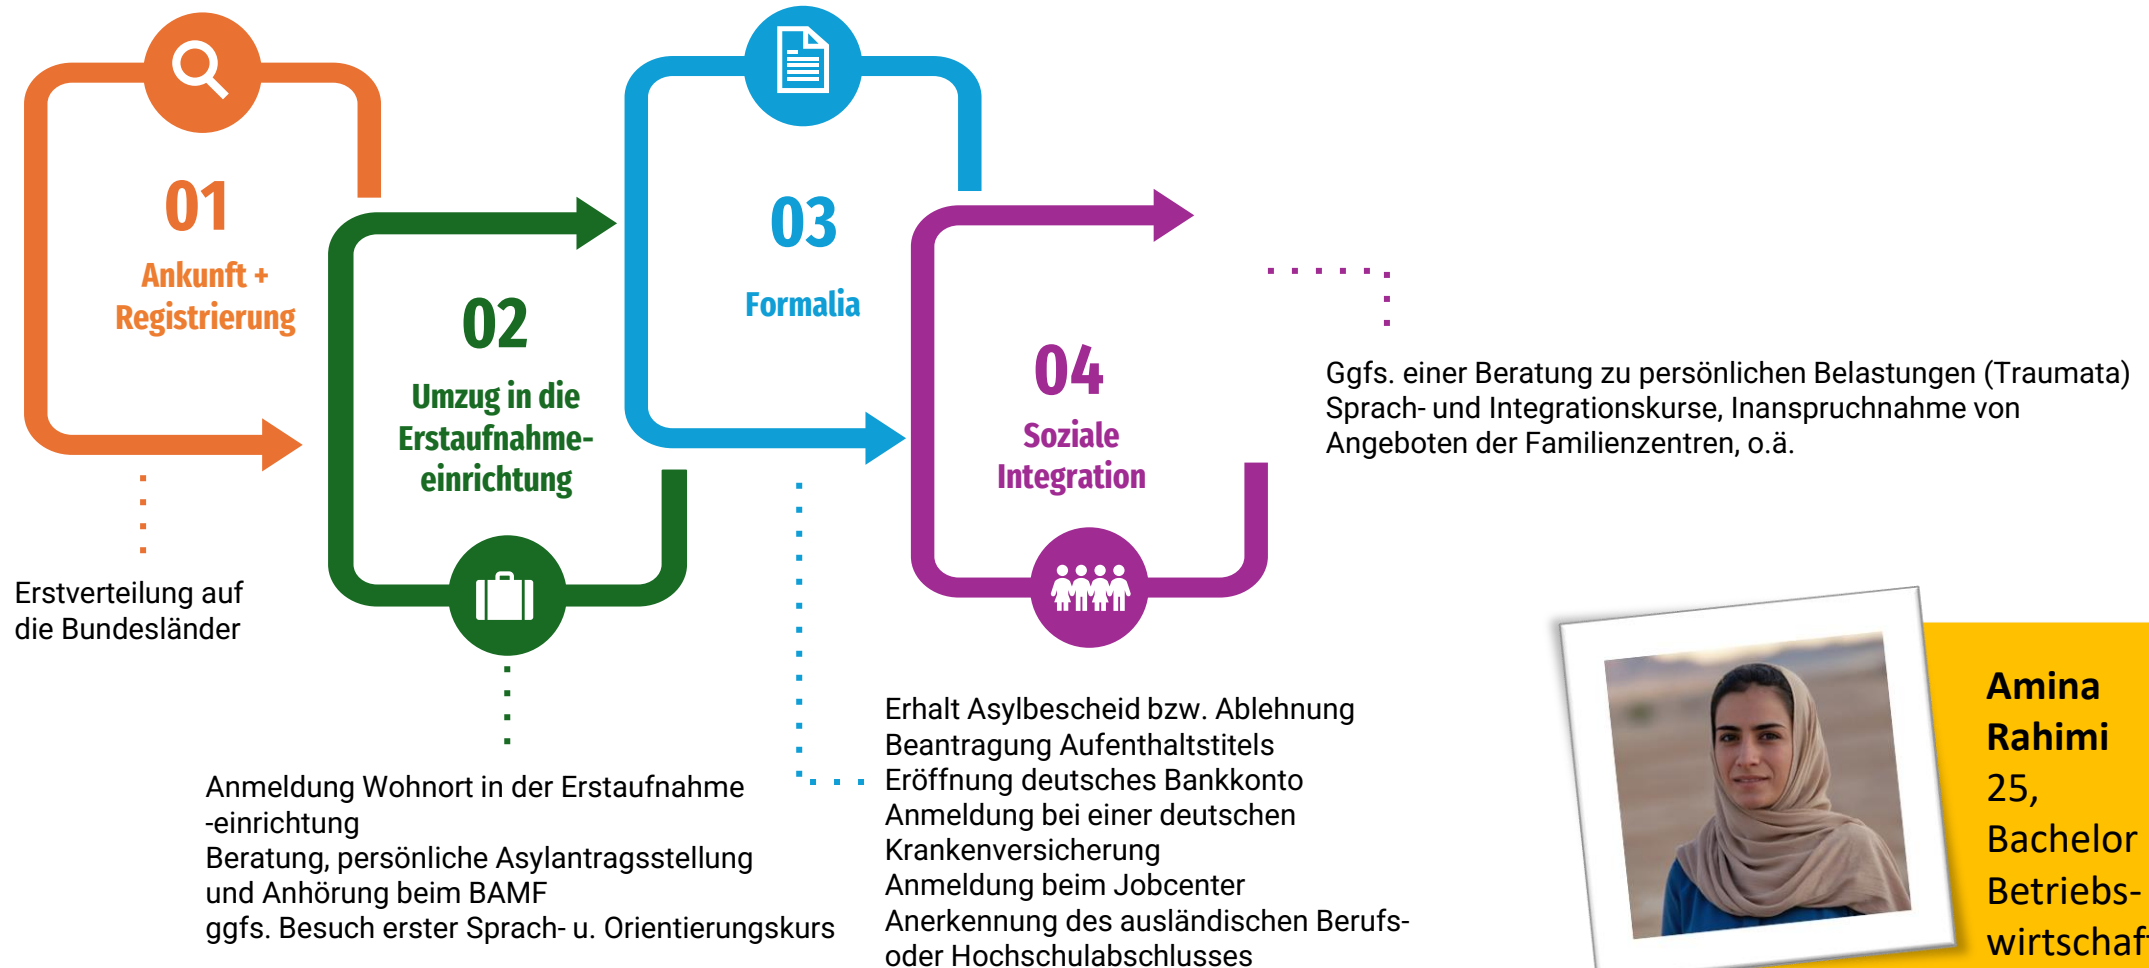 01
Ankunft +
Registrierung
Erstverteilung auf
die Bundesländer
02
Umzug in die
Erstaufnahme-
einrichtung
Anmeldung Wohnort in der Erstaufnahme
-einrichtung
Beratung, persönliche Asylantragsstellung
und Anhörung beim BAMF
ggfs. Besuch erster Sprach- u. Orientierungskurs
03
Formalia
Erhalt Asylbescheid bzw. Ablehnung
Beantragung Aufenthaltstitels
Eröffnung deutsches Bankkonto
Anmeldung bei einer deutschen
Krankenversicherung
Anmeldung beim Jobcenter
Anerkennung des ausländischen Berufs-
oder Hochschulabschlusses
04
Soziale
Integration
Ggfs. einer Beratung zu persönlichen Belastungen (Traumata)
Sprach- und Integrationskurse, Inanspruchnahme von
Angeboten der Familienzentren, o.ä.
Amina
Rahimi
25,
Bachelor
Betriebs-
wirtschaft